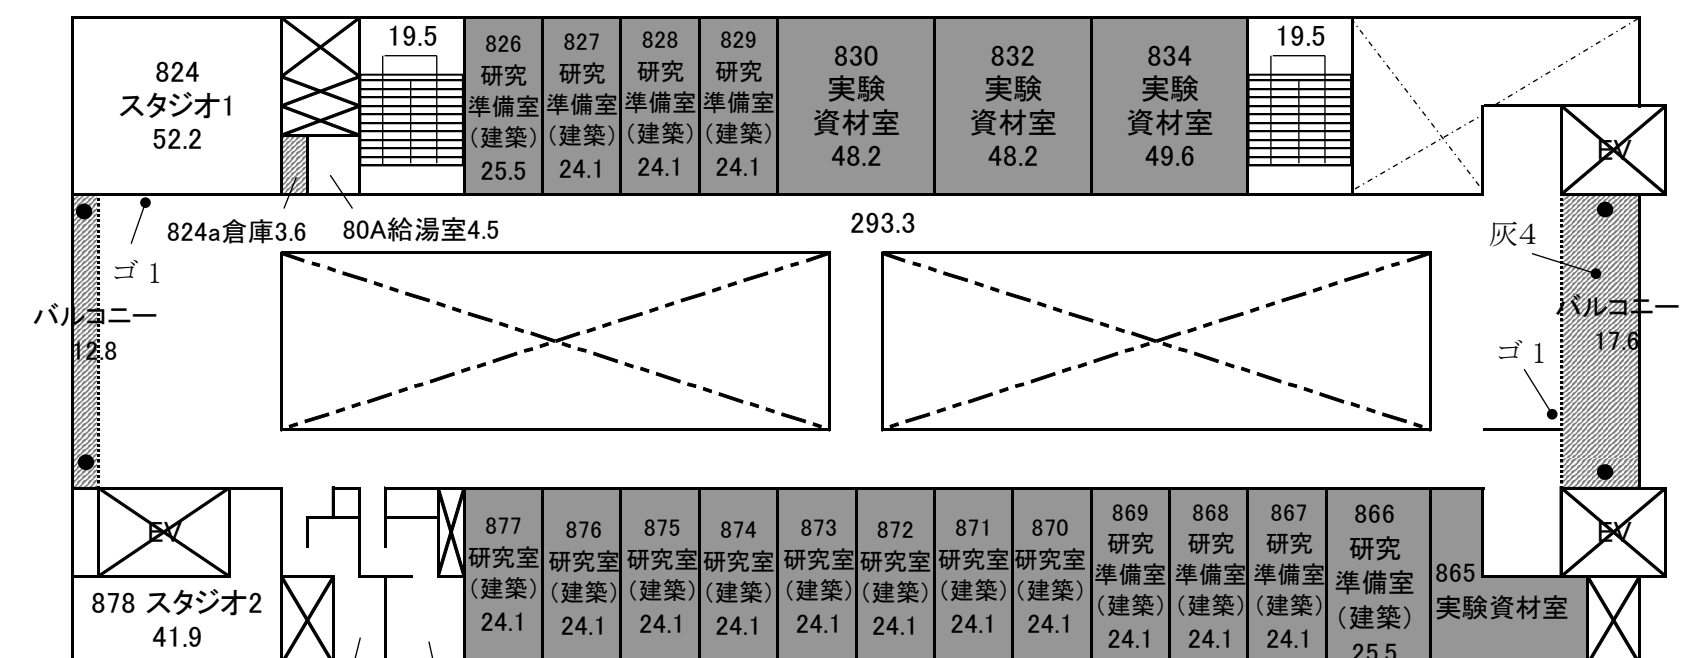 824
スタジオ1
52.2
19.5
826
研究
準備室
(建築)
25.5
827
研究
準備室
(建築)
24.1
828
研究
準備室
(建築)
24.1
829
研究
準備室
(建築)
24.1
830
実験
資材室
48.2
832
実験
資材室
48.2
834
実験
資材室
49.6
19.5
EV
824a倉庫3.6
80A給湯室4.5
293.3
ゴ 1
バルコニー
12.8
灰4
バルコニー
17.6
ゴ 1
EV
878 スタジオ2
41.9
877
研究室
(建築)
24.1
876
研究室
(建築)
24.1
875
研究室
(建築)
24.1
874
研究室
(建築)
24.1
873
研究室
(建築)
24.1
872
研究室
(建築)
24.1
871
研究室
(建築)
24.1
870
研究室
(建築)
24.1
869
研究
準備室
(建築)
24.1
868
研究
準備室
(建築)
24.1
867
研究
準備室
(建築)
24.1
866
研究
準備室
(建築)
25.5
865
実験資材室
EV